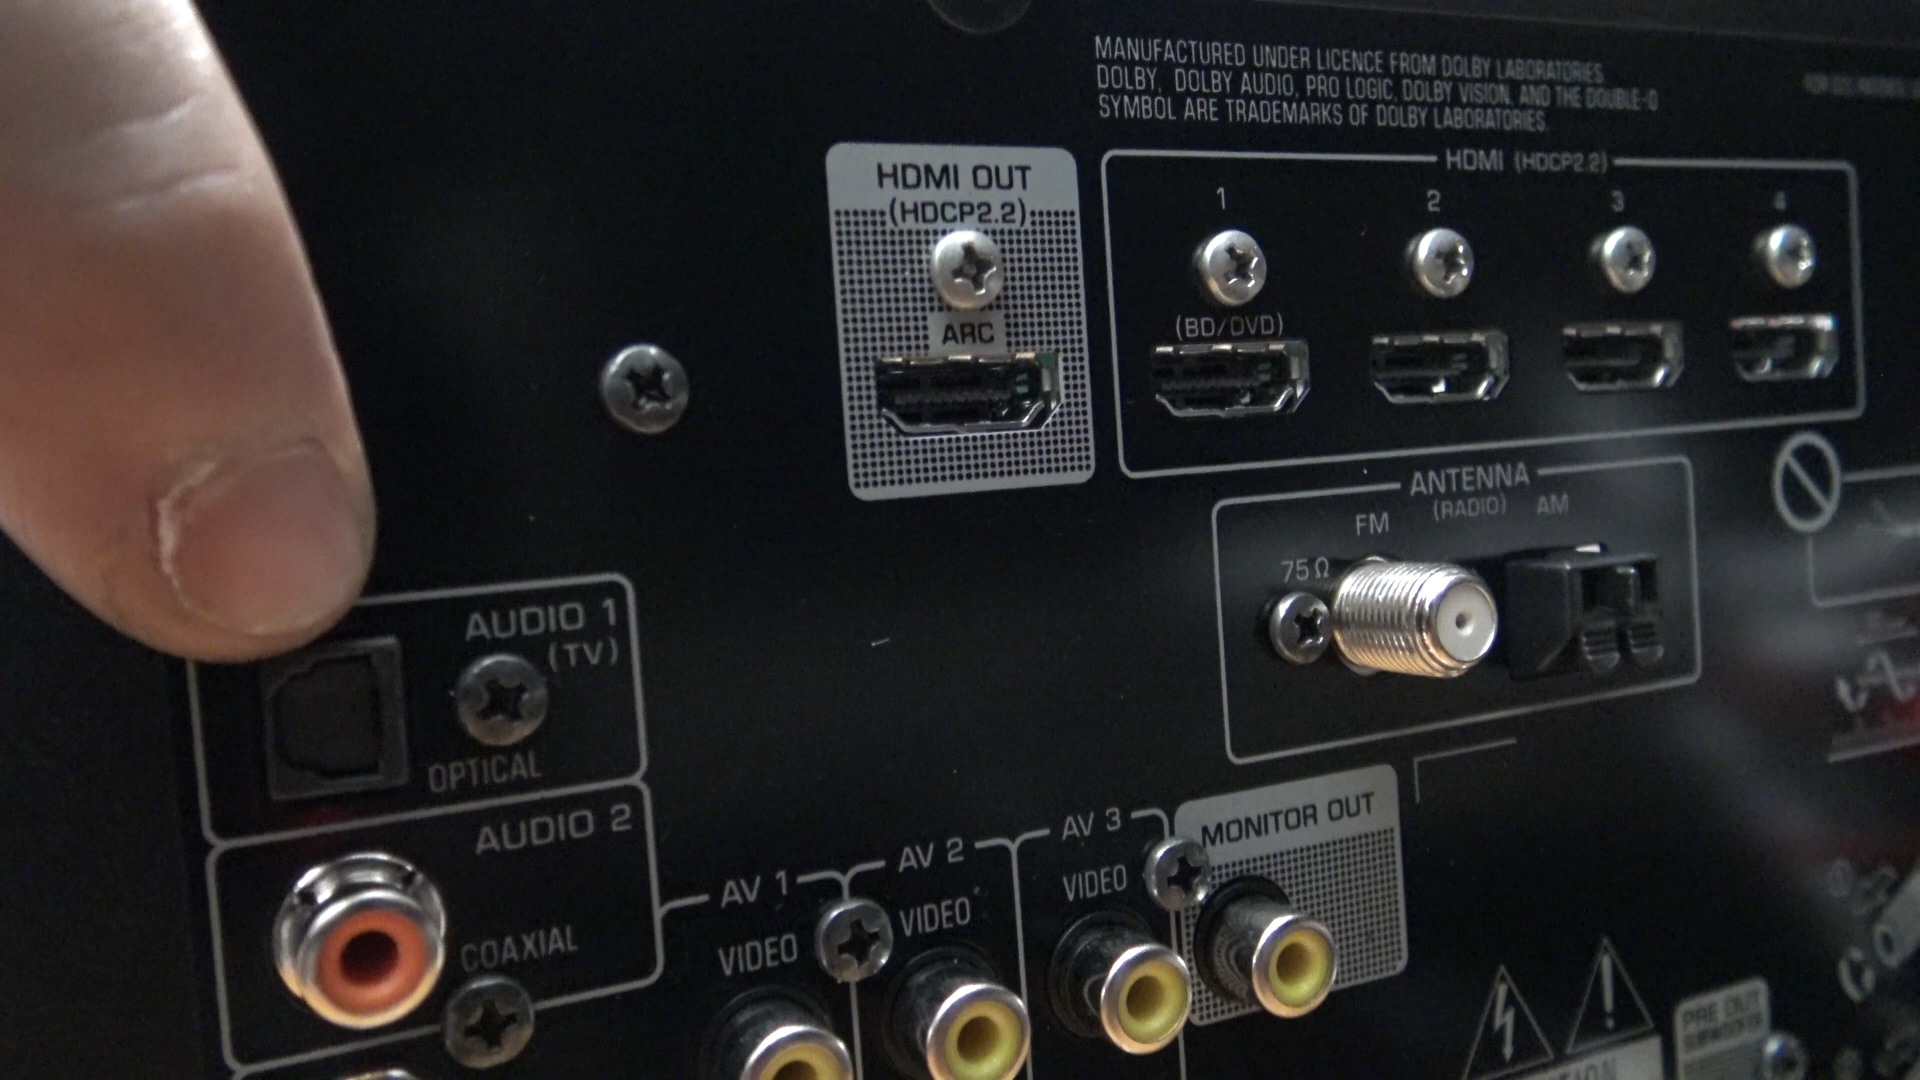 MANUFACTURED UNDER LICENCE FROM DOLBY LABORATORIES.
DOLBY, DOLBY AUDIO, PRO LOGIC, DOLBY VISION, AND THE DOUBLE-D
SYMBOL ARE TRADEMARKS OF DOLBY LABORATORIES.
HDMI OUT
(HDCP2.2)
ARC
HDMI (HDCP2.2)
1 2 3 4
(BD/DVD)
ANTENNA
(RADIO)
FM AM
75Ω
AUDIO 1
(TV)
OPTICAL
AUDIO 2
COAXIAL
AV 1
VIDEO
AV 2
VIDEO
AV 3
VIDEO
MONITOR OUT
PRE OUT